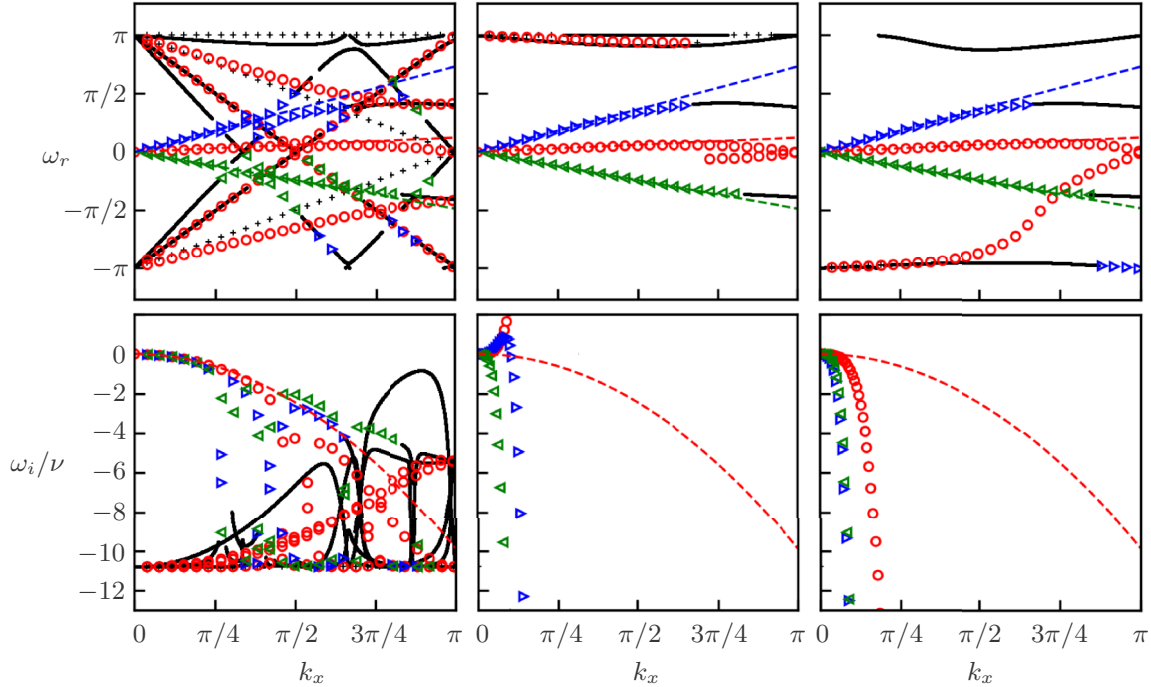 π
π/2
ω_r
0
−π/2
−π
0
−2
−4
ω_i/ν
−6
−8
−10
−12
0 π/4 π/2 3π/4 π
0 π/4 π/2 3π/4 π
0 π/4 π/2 3π/4 π
k_x k_x k_x